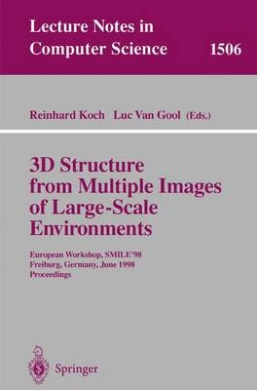 Lecture Notes in
Computer Science 1506
Reinhard Koch Luc Van Gool (Eds.)
3D Structure
from Multiple Images
of Large-Scale
Environments
European Workshop, SMILE'98
Freiburg, Germany, June 1998
Proceedings
Springer